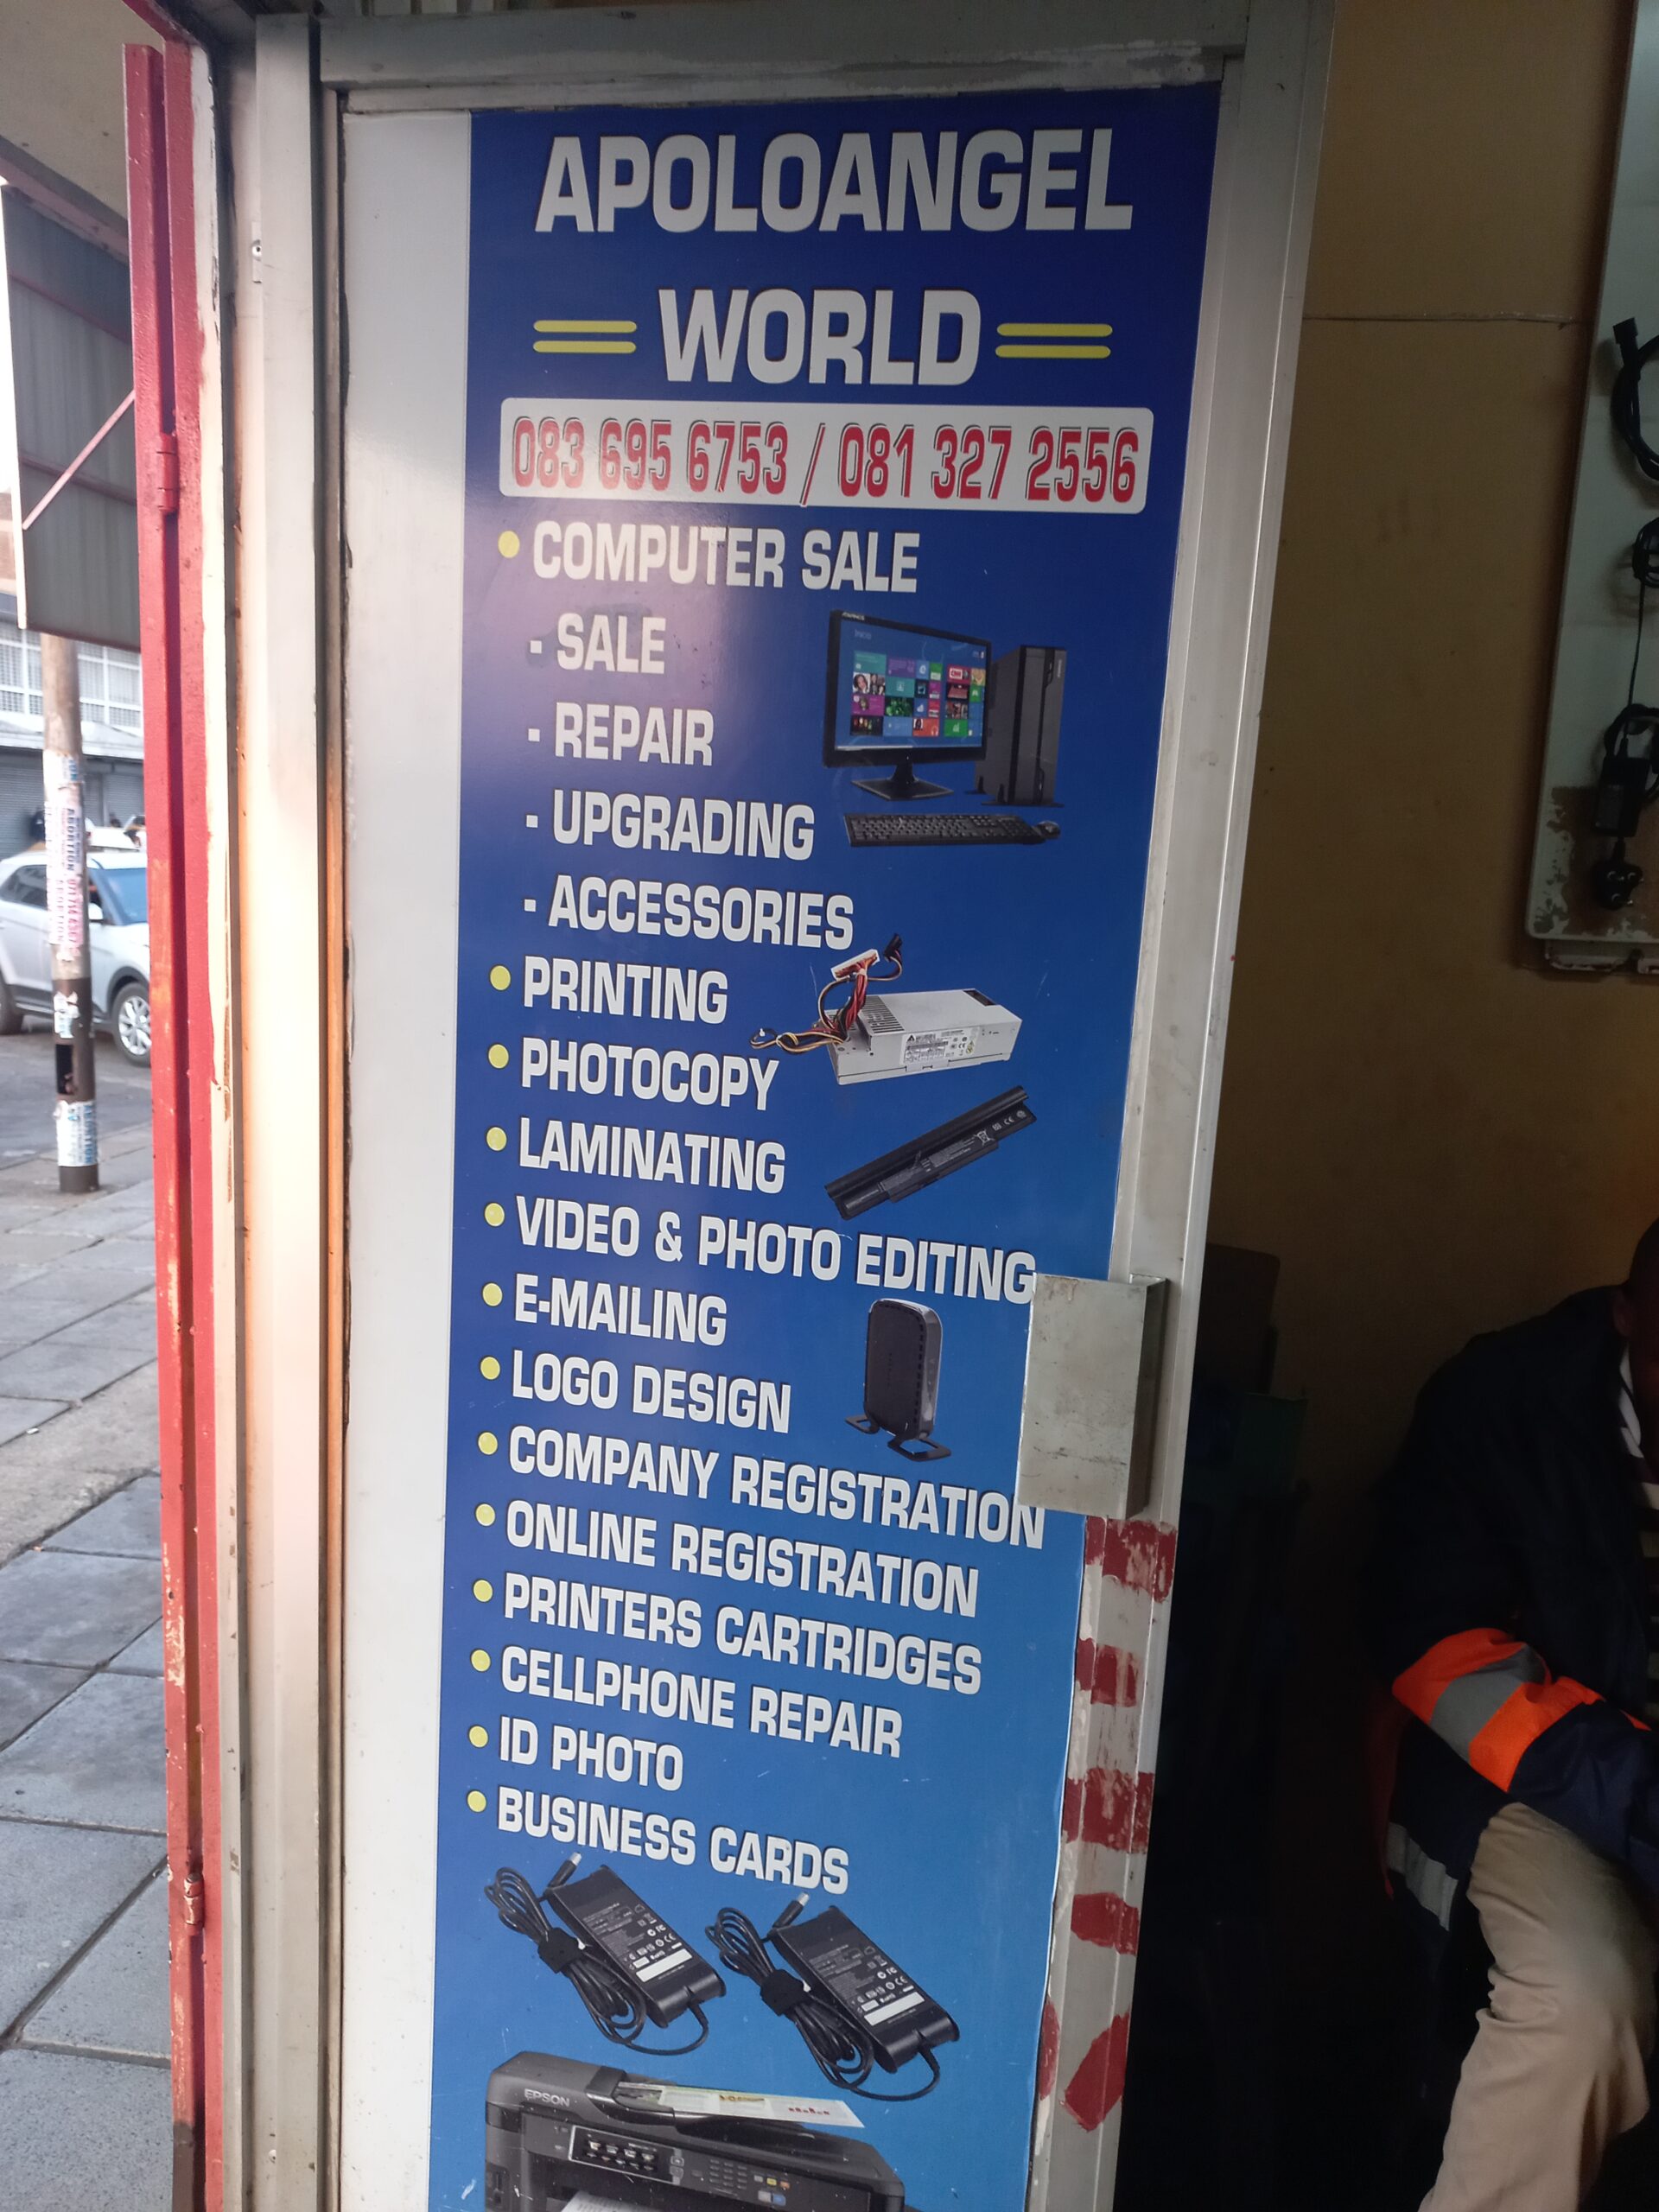 APOLOANGEL
WORLD
083 695 6753 / 081 327 2556
• COMPUTER SALE
- SALE
- REPAIR
- UPGRADING
- ACCESSORIES
• PRINTING
• PHOTOCOPY
• LAMINATING
• VIDEO & PHOTO EDITING
• E-MAILING
• LOGO DESIGN
• COMPANY REGISTRATION
• ONLINE REGISTRATION
• PRINTERS CARTRIDGES
• CELLPHONE REPAIR
• ID PHOTO
• BUSINESS CARDS
EPSON
ABORTION